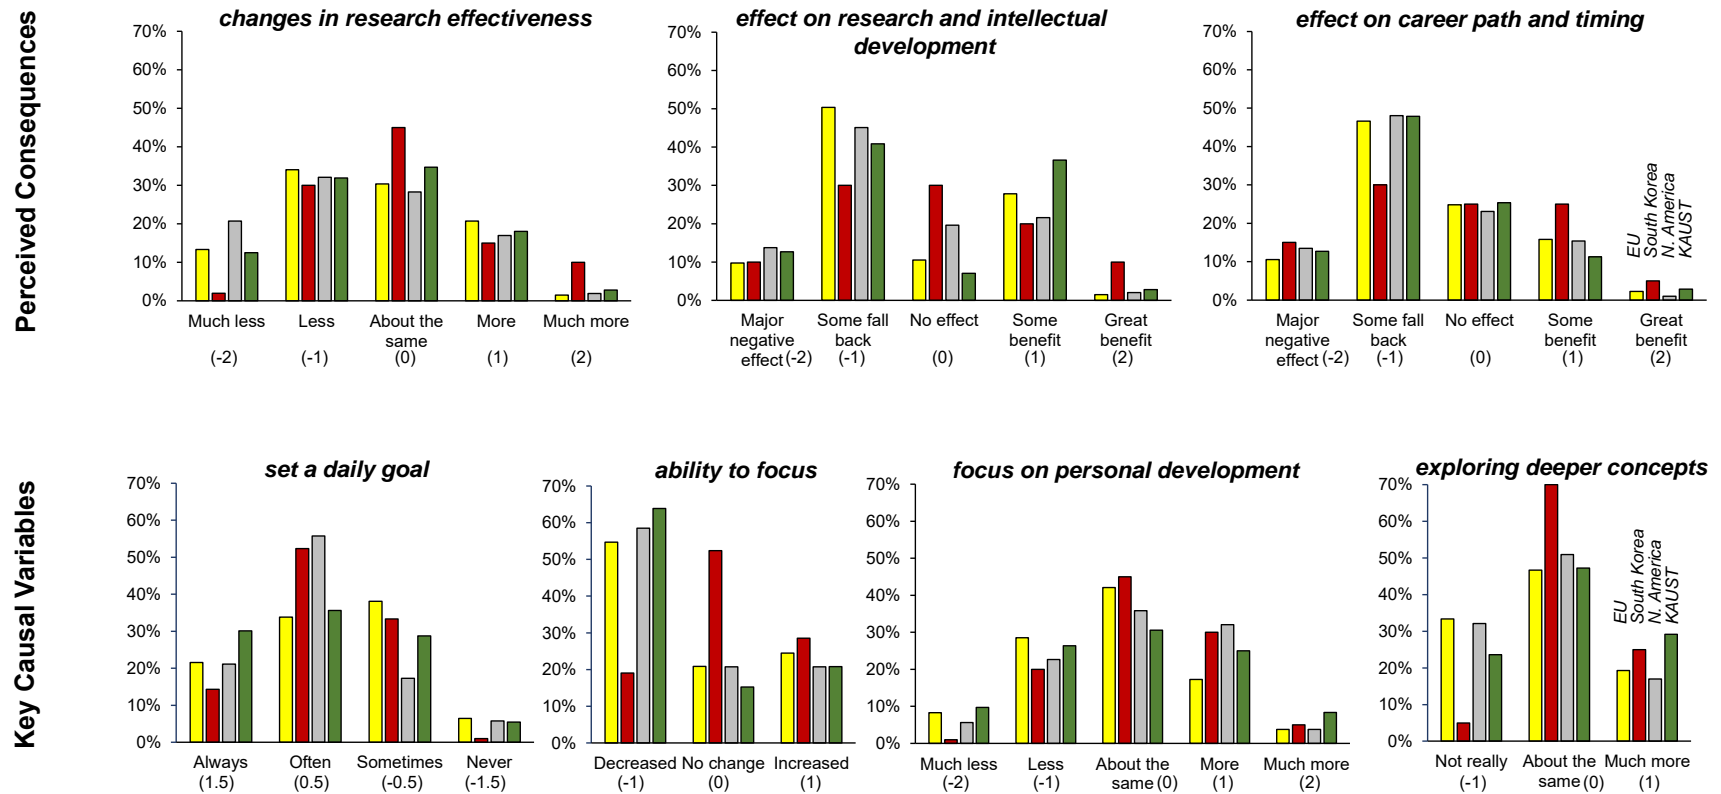 Perceived Consequences
changes in research effectiveness
70%
60%
50%
40%
30%
20%
10%
0%
Much less
Less
About the
same
More
Much more
(-2)
(-1)
(0)
(1)
(2)
effect on research and intellectual
development
70%
60%
50%
40%
30%
20%
10%
0%
Major
negative
effect (-2)
Some fall
back
(-1)
No effect
(0)
Some
benefit
(1)
Great
benefit
(2)
effect on career path and timing
70%
60%
50%
40%
30%
20%
10%
0%
EU
South Korea
N. America
KAUST
Major
negative
effect (-2)
Some fall
back
(-1)
No effect
(0)
Some
benefit
(1)
Great
benefit
(2)
Key Causal Variables
set a daily goal
70%
60%
50%
40%
30%
20%
10%
0%
Always
(1.5)
Often
(0.5)
Sometimes
(-0.5)
Never
(-1.5)
ability to focus
70%
60%
50%
40%
30%
20%
10%
0%
Decreased
(-1)
No change
(0)
Increased
(1)
focus on personal development
70%
60%
50%
40%
30%
20%
10%
0%
Much less
(-2)
Less
(-1)
About the
same (0)
More
(1)
Much more
(2)
exploring deeper concepts
70%
60%
50%
40%
30%
20%
10%
0%
EU
South Korea
N. America
KAUST
Not really
(-1)
About the
same (0)
Much more
(1)